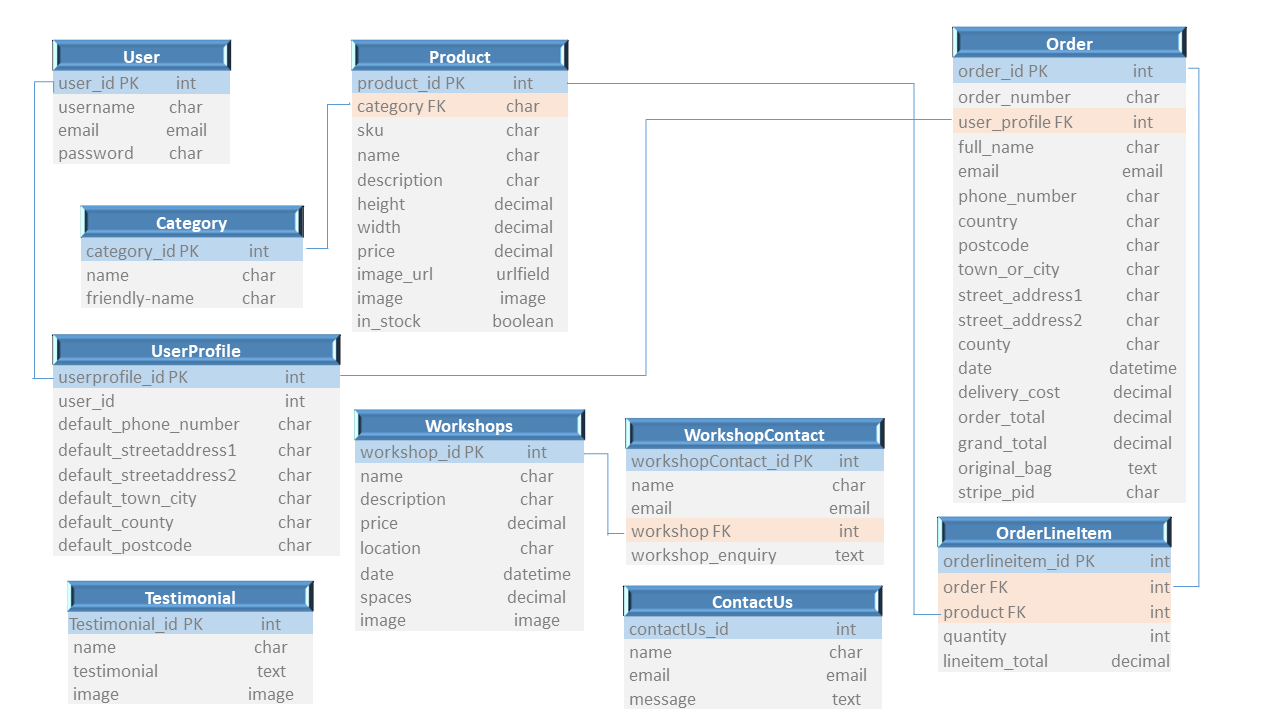 User
user_id PK int
username char
email email
password char
Category
category_id PK int
name char
friendly-name char
UserProfile
userprofile_id PK int
user_id int
default_phone_number char
default_streetaddress1 char
default_streetaddress2 char
default_town_city char
default_county char
default_postcode char
Testimonial
Testimonial_id PK int
name char
testimonial text
image image
Product
product_id PK int
category FK char
sku char
name char
description char
height decimal
width decimal
price decimal
image_url urlfield
image image
in_stock boolean
Workshops
workshop_id PK int
name char
description char
price decimal
location char
date datetime
spaces decimal
image image
WorkshopContact
workshopContact_id PK int
name char
email email
workshop FK int
workshop_enquiry text
ContactUs
contactUs_id int
name char
email email
message text
Order
order_id PK int
order_number char
user_profile FK int
full_name char
email email
phone_number char
country char
postcode char
town_or_city char
street_address1 char
street_address2 char
county char
date datetime
delivery_cost decimal
order_total decimal
grand_total decimal
original_bag text
stripe_pid char
OrderLineItem
orderlineitem_id PK int
order FK int
product FK int
quantity int
lineitem_total decimal